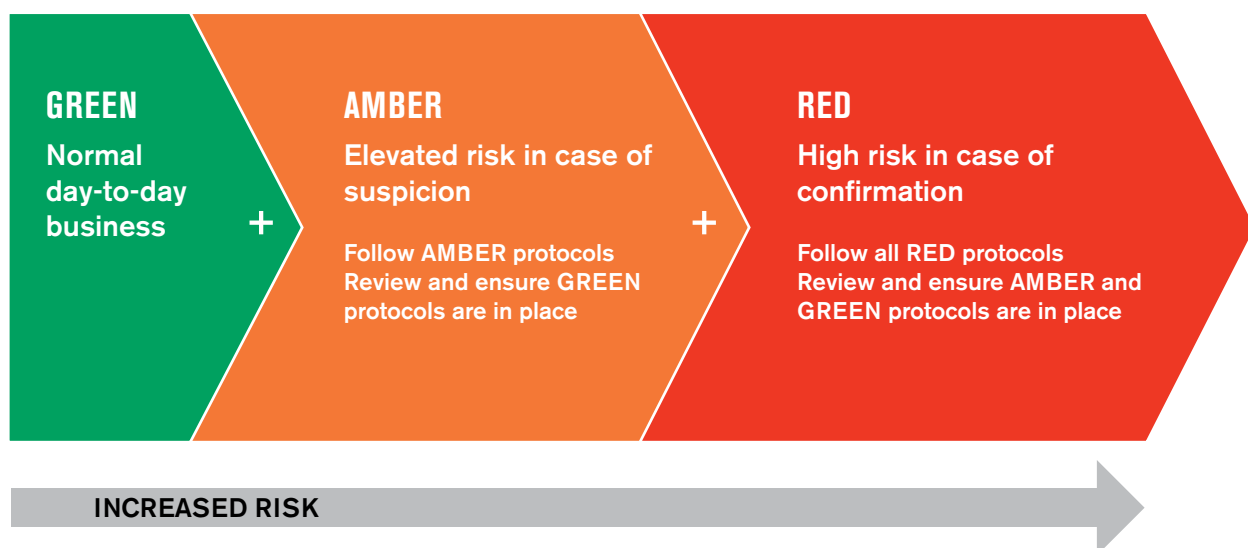 GREEN
Normal
day-to-day
business
+
AMBER
Elevated risk in case of
suspicion
Follow AMBER protocols
Review and ensure GREEN
protocols are in place
+
RED
High risk in case of
confirmation
Follow all RED protocols
Review and ensure AMBER and
GREEN protocols are in place
INCREASED RISK